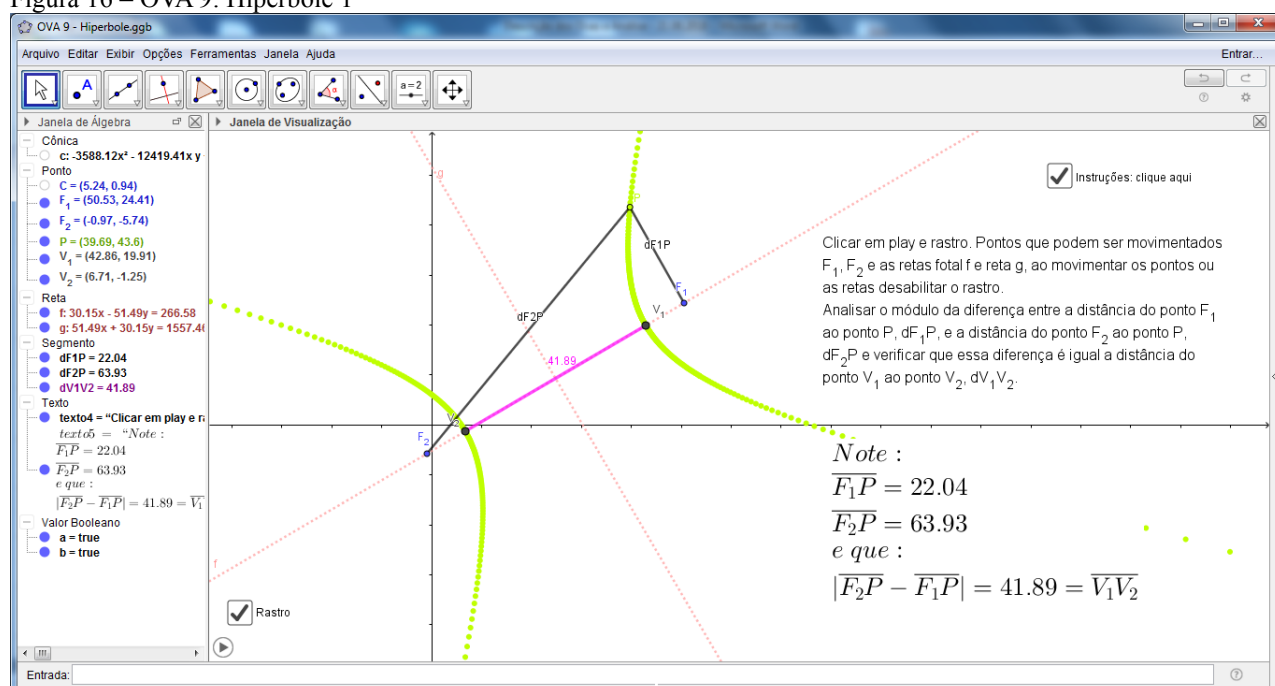 Figura 16 – OVA 9: Hipérbole 1
OVA 9 - Hiperbole.ggb
Arquivo Editar Exibir Opções Ferramentas Janela Ajuda
Entrar...
A
a=2
Janela de Álgebra
Janela de Visualização
Cônica
c: -3588.12x² - 12419.41x y
Ponto
C = (5.24, 0.94)
F₁ = (50.53, 24.41)
F₂ = (-0.97, -5.74)
P = (39.69, 43.6)
V₁ = (42.86, 19.91)
V₂ = (6.71, -1.25)
Reta
f: 30.15x - 51.49y = 266.58
g: 51.49x + 30.15y = 1557.46
Segmento
dF1P = 22.04
dF2P = 63.93
dV1V2 = 41.89
Texto
texto4 = “Clicar em play e ra
texto5 = “Note :
F₁P = 22.04
F₂P = 63.93
e que :
|F₂P − F₁P| = 41.89 = V₁
Valor Booleano
a = true
b = true
g
P
dF1P
F₁
V₁
dF2P
41.89
V₂
F₂
f
Rastro
Instruções: clique aqui
Clicar em play e rastro. Pontos que podem ser movimentados
F₁, F₂ e as retas fotal f e reta g, ao movimentar os pontos ou
as retas desabilitar o rastro.
Analisar o módulo da diferença entre a distância do ponto F₁
ao ponto P, dF₁P, e a distância do ponto F₂ ao ponto P,
dF₂P e verificar que essa diferença é igual a distância do
ponto V₁ ao ponto V₂, dV₁V₂.
Note :
F₁P = 22.04
F₂P = 63.93
e que :
|F₂P − F₁P| = 41.89 = V₁V₂
Entrada: